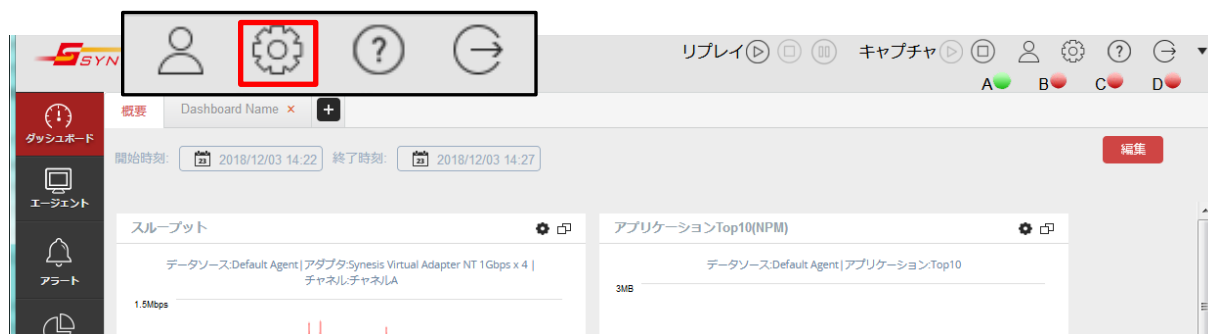 SYN
リプレイ
キャプチャ
A B C D
概要 Dashboard Name ×
ダッシュボード
開始時刻: 2018/12/03 14:22 終了時刻: 2018/12/03 14:27
編集
エージェント
スループット
アプリケーションTop10(NPM)
データソース:Default Agent|アダプタ:Synesis Virtual Adapter NT 1Gbps x 4 |
チャネル:チャネルA
データソース:Default Agent|アプリケーション:Top10
アラート
1.5Mbps
3MB